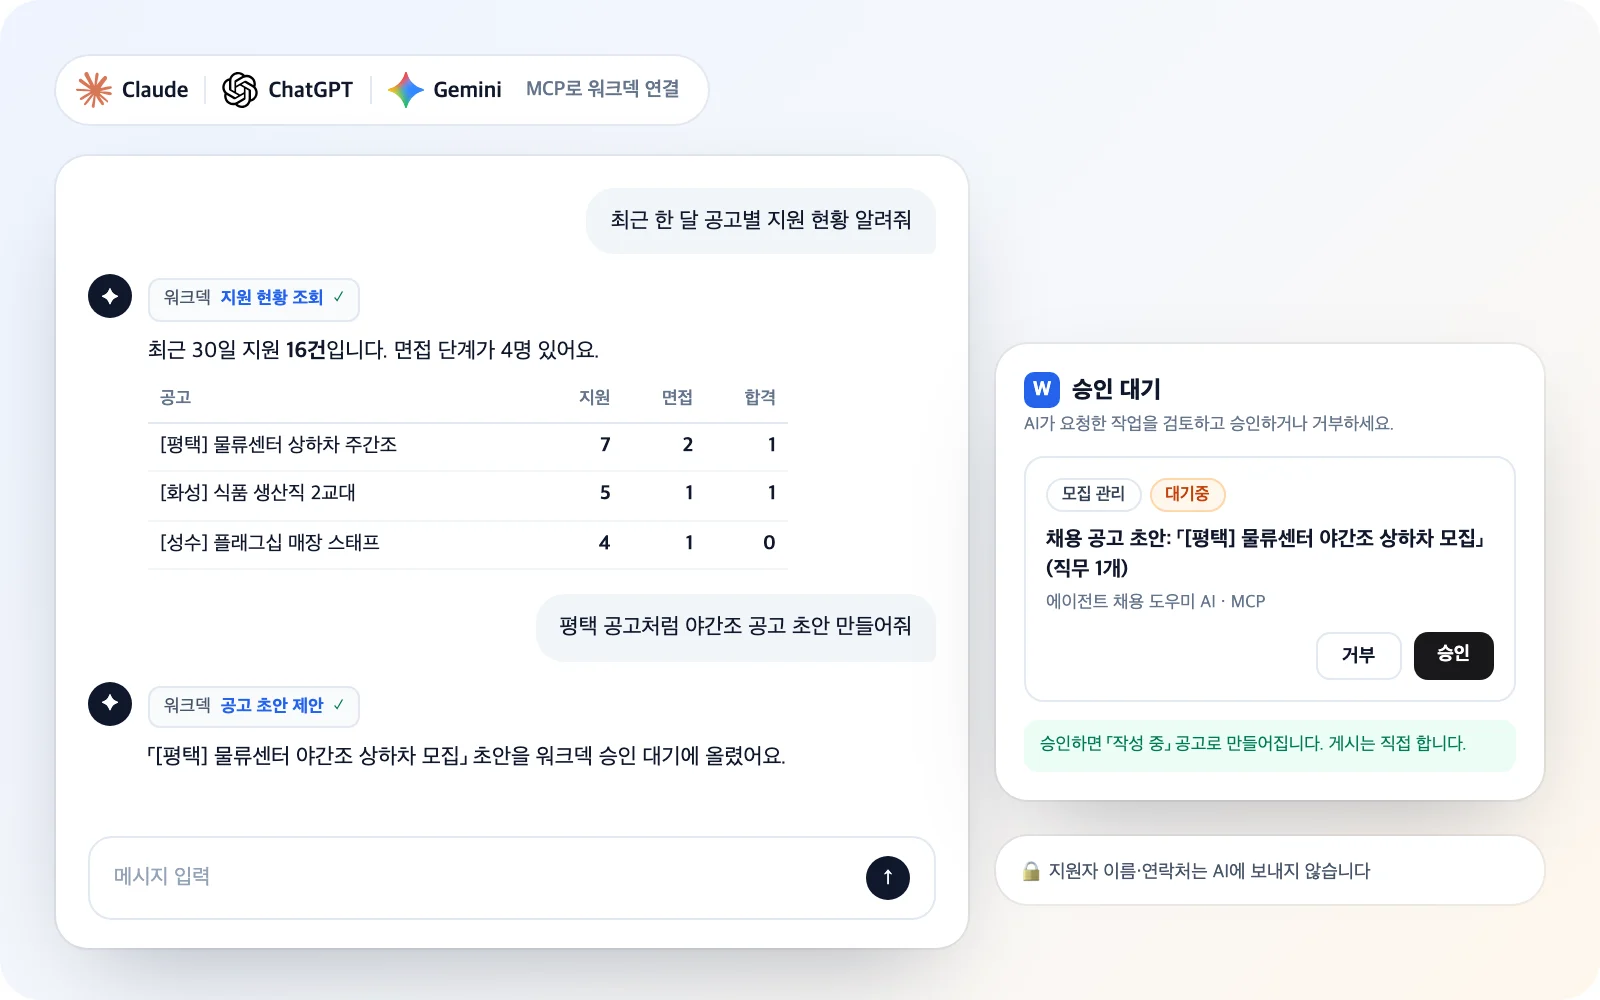 Claude ChatGPT Gemini MCP로 워크덱 연결
최근 한 달 공고별 지원 현황 알려줘
워크덱 지원 현황 조회 ✓
최근 30일 지원 16건입니다. 면접 단계가 4명 있어요.
공고 지원 면접 합격
[평택] 물류센터 상하차 주간조 7 2 1
[화성] 식품 생산직 2교대 5 1 1
[성수] 플래그십 매장 스태프 4 1 0
평택 공고처럼 야간조 공고 초안 만들어줘
워크덱 공고 초안 제안 ✓
「[평택] 물류센터 야간조 상하차 모집」 초안을 워크덱 승인 대기에 올렸어요.
메시지 입력
W 승인 대기
AI가 요청한 작업을 검토하고 승인하거나 거부하세요.
모집 관리 대기중
채용 공고 초안: 「[평택] 물류센터 야간조 상하차 모집」
(직무 1개)
에이전트 채용 도우미 AI · MCP
거부 승인
승인하면 「작성 중」 공고로 만들어집니다. 게시는 직접 합니다.
지원자 이름·연락처는 AI에 보내지 않습니다